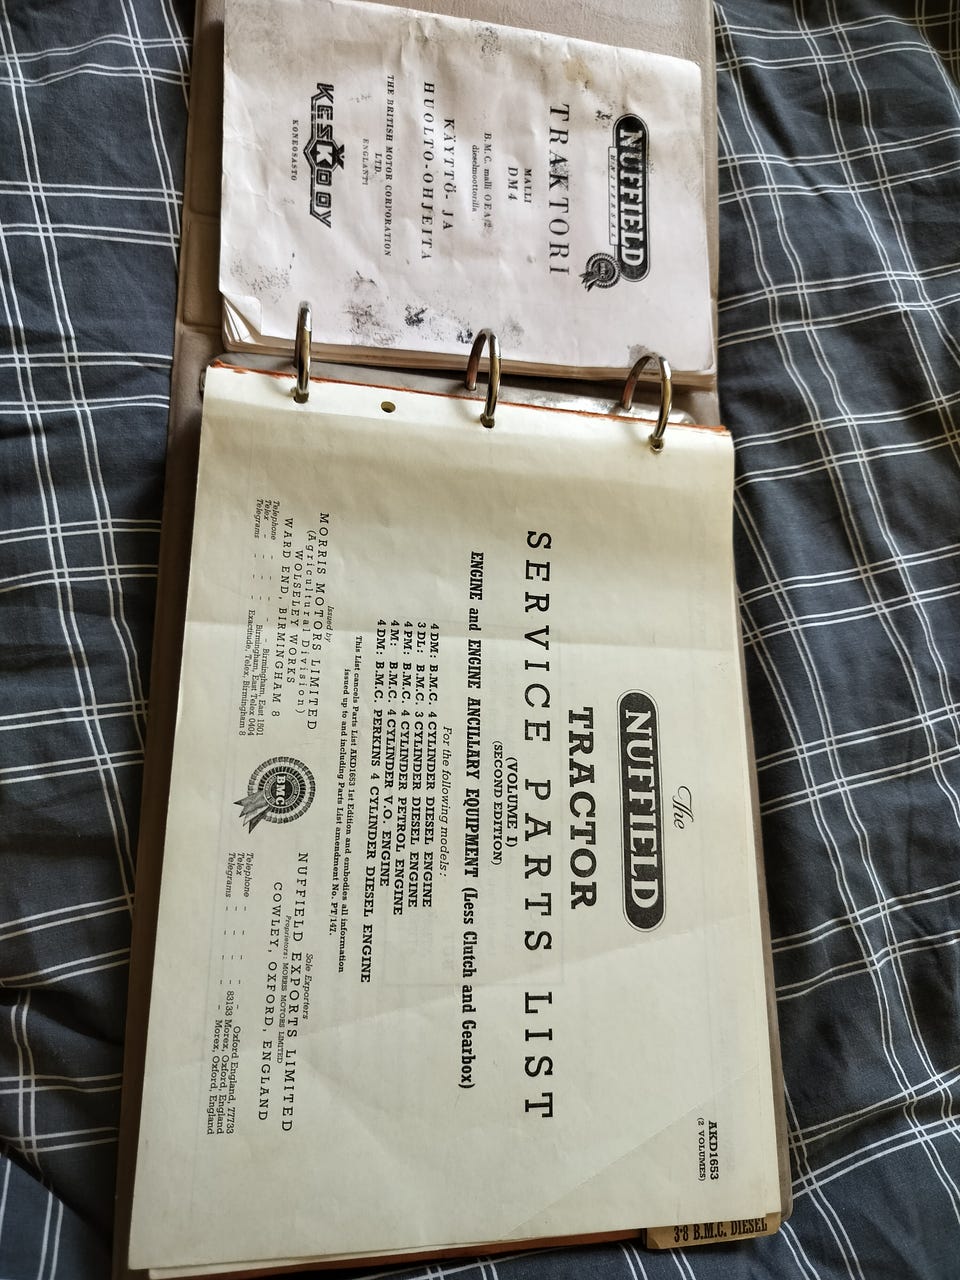 NUFFIELD
UNIVERSAL
BMC
TRAKTORI
MALLI
DM4
B.M.C. malli OEA/2
dieselmoottorilla
KÄYTTÖ- JA
HUOLTO-OHJEITA
THE BRITISH MOTOR CORPORATION
LTD.
ENGLANTI
KESKO OY
KONEOSASTO
AKD1653
(2 VOLUMES)
The
NUFFIELD
TRACTOR
SERVICE PARTS LIST
(VOLUME I)
(SECOND EDITION)
ENGINE and ENGINE ANCILLARY EQUIPMENT (Less Clutch and Gearbox)
For the following models:
4DM: B.M.C. 4 CYLINDER DIESEL ENGINE
3DL: B.M.C. 3 CYLINDER DIESEL ENGINE
4PM: B.M.C. 4 CYLINDER PETROL ENGINE
4M: B.M.C. 4 CYLINDER V.O. ENGINE
4DM: B.M.C. PERKINS 4 CYLINDER DIESEL ENGINE
This List cancels Parts List AKD1653 1st Edition and embodies all information
issued up to and including Parts List amendment No. PT/147.
Issued by
MORRIS MOTORS LIMITED
(Agricultural Division)
WOLSELEY WORKS
WARD END, BIRMINGHAM 8
Telephone - - - - Birmingham, East 1501
Telex - - - - Birmingham, East Telex 0404
Telegrams - - - Exactitude, Telex, Birmingham 8
BMC
Sole Exporters
NUFFIELD EXPORTS LIMITED
Proprietors: MORRIS MOTORS LIMITED
COWLEY, OXFORD, ENGLAND
Telephone - - - - Oxford England, 77733
Telex - - - - 83133 Morex, Oxford, England
Telegrams - - - - Morex, Oxford, England
3·8 B.M.C. DIESEL